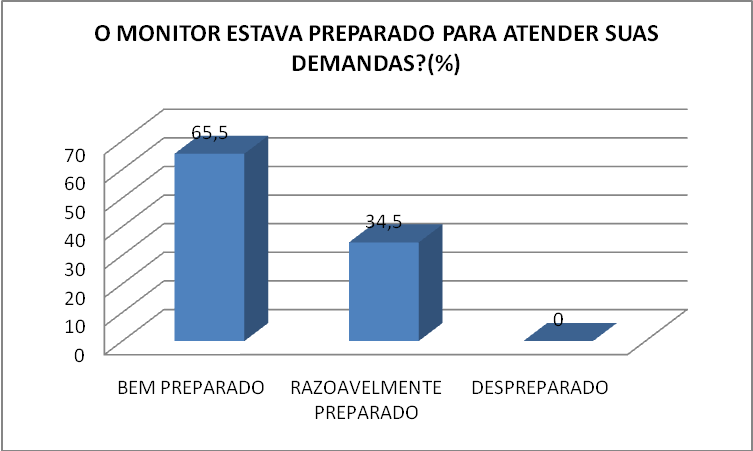 O MONITOR ESTAVA PREPARADO PARA ATENDER SUAS
DEMANDAS?(%)
70
60
50
40
30
20
10
0
65,5
34,5
0
BEM PREPARADO
RAZOAVELMENTE
PREPARADO
DESPREPARADO